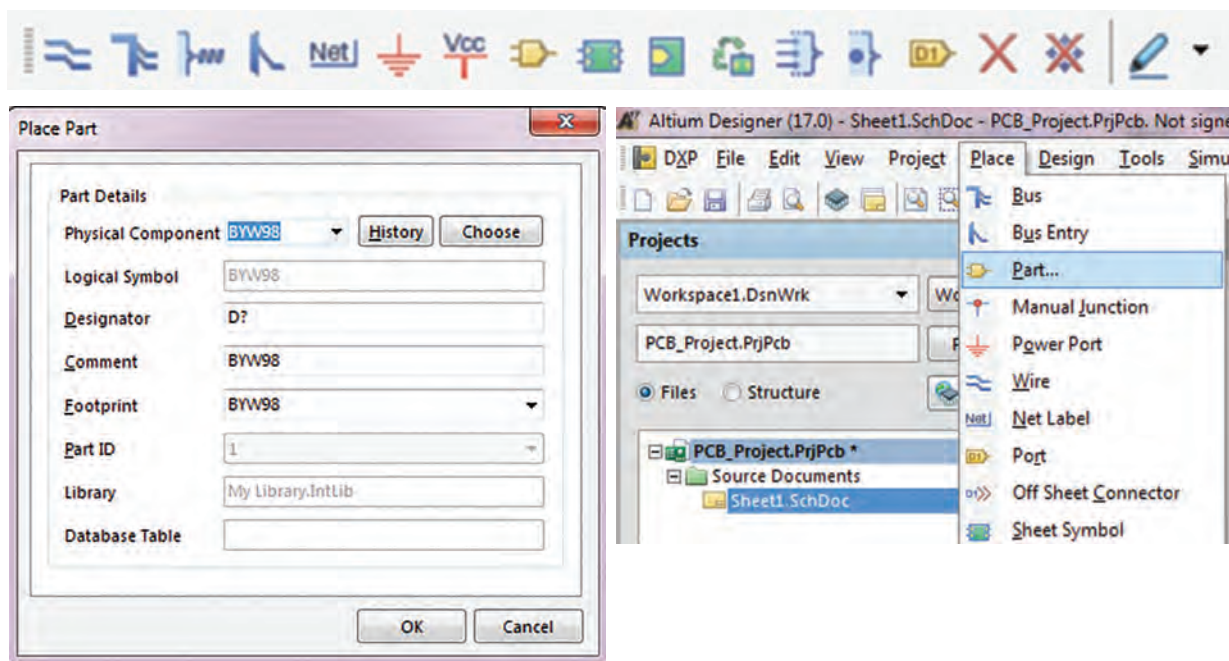 Net Vcc D1
Place Part
Part Details
Physical Component BYW98 History Choose
Logical Symbol BYW98
Designator D?
Comment BYW98
Footprint BYW98
Part ID 1
Library My Library.IntLib
Database Table
OK Cancel
Altium Designer (17.0) - Sheet1.SchDoc - PCB_Project.PrjPcb. Not signe
DXP File Edit View Project Place Design Tools Simu
Projects
Workspace1.DsnWrk Wo
PCB_Project.PrjPcb P
Files Structure
PCB_Project.PrjPcb *
Source Documents
Sheet1.SchDoc
Bus
Bus Entry
Part...
Manual Junction
Power Port
Wire
Net Net Label
D1 Port
D1 Off Sheet Connector
Sheet Symbol